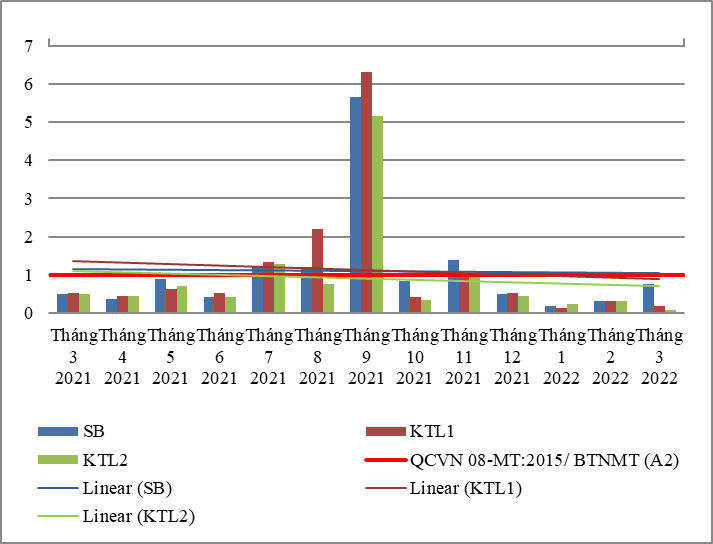 7
6
5
4
3
2
1
0
Tháng Tháng Tháng Tháng Tháng Tháng Tháng Tháng Tháng Tháng Tháng Tháng Tháng
3 4 5 6 7 8 9 10 11 12 1 2 3
2021 2021 2021 2021 2021 2021 2021 2021 2021 2021 2022 2022 2022
SB KTL1
KTL2 QCVN 08-MT:2015/ BTNMT (A2)
Linear (SB) Linear (KTL1)
Linear (KTL2)